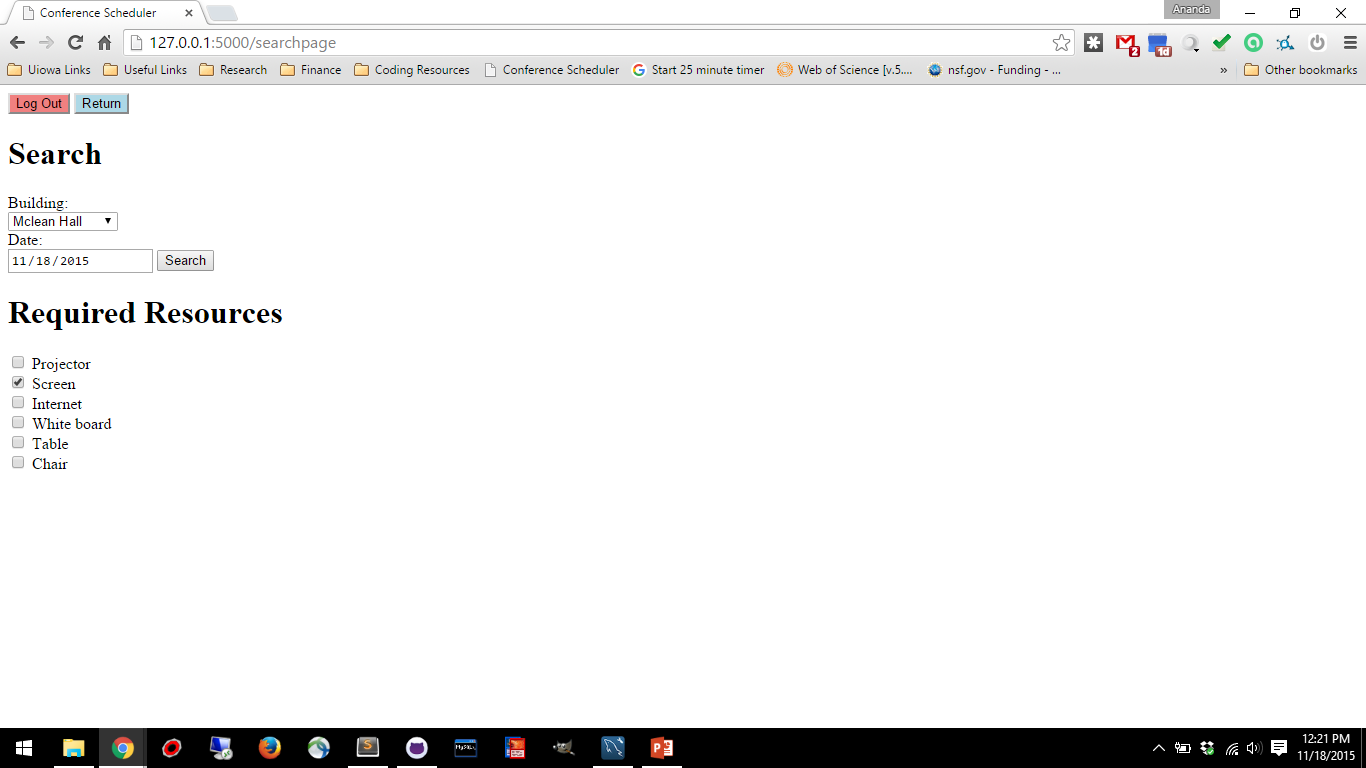 Conference Scheduler
Ananda
127.0.0.1:5000/searchpage
2
1d
Uiowa Links Useful Links Research Finance Coding Resources Conference Scheduler Start 25 minute timer Web of Science [v.5.... nsf.gov - Funding - ... » Other bookmarks
Log Out Return
Search
Building:
Mclean Hall
Date:
11/18/2015 Search
Required Resources
Projector
Screen
Internet
White board
Table
Chair
12:21 PM
11/18/2015